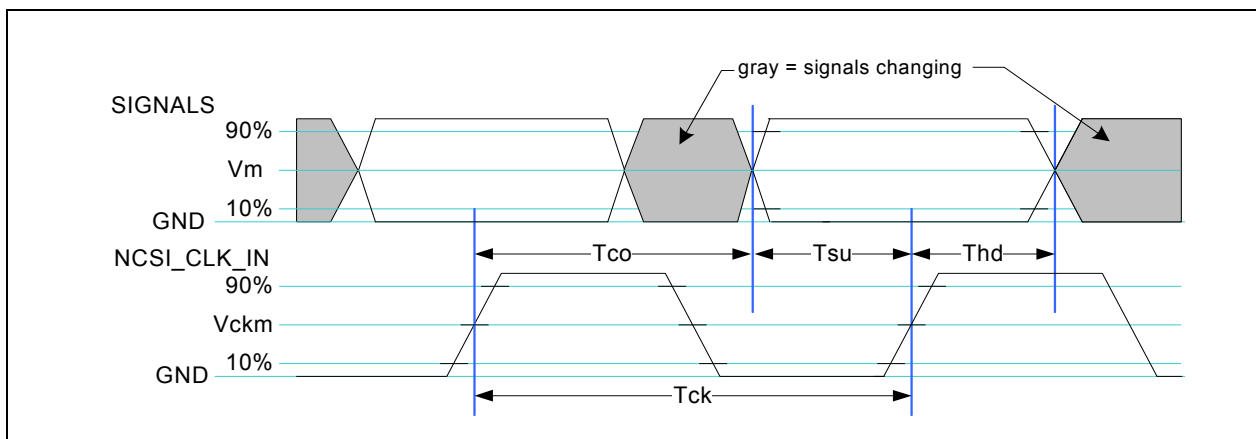 gray = signals changing
SIGNALS
90%
Vm
10%
GND
Tco
Tsu
Thd
NCSI_CLK_IN
90%
Vckm
10%
GND
Tck